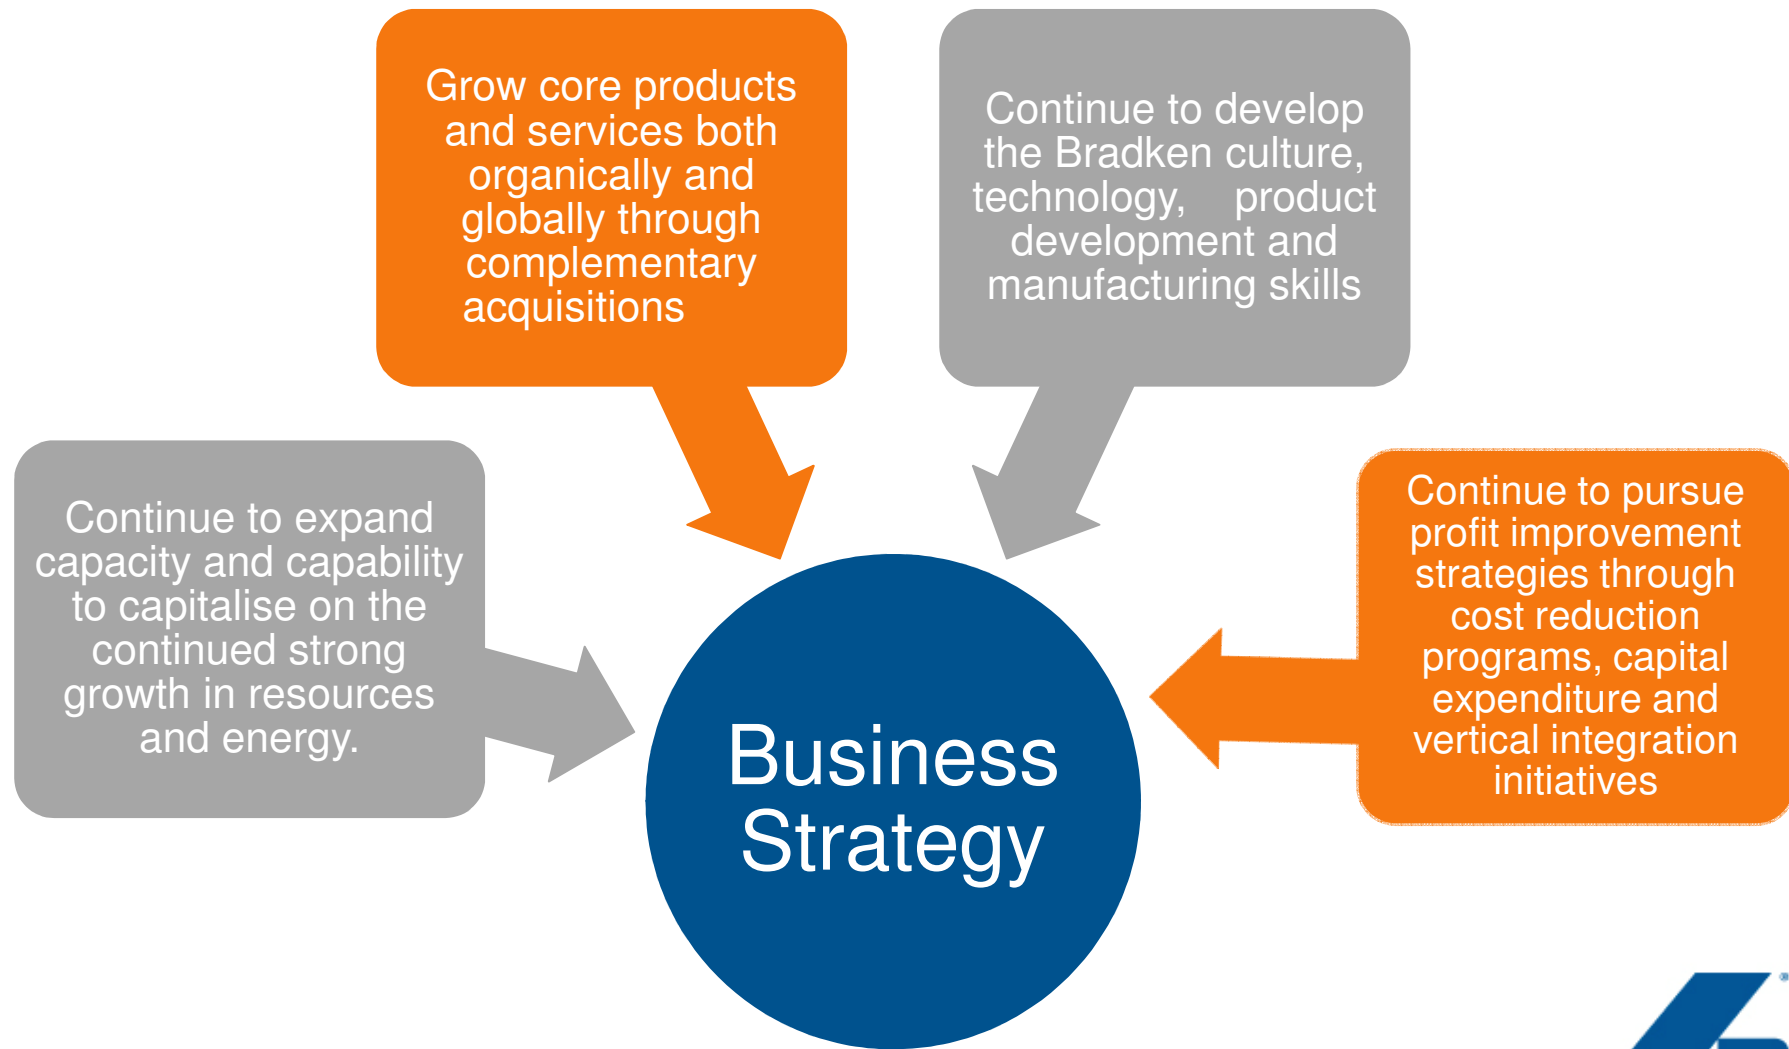 Grow core products
and services both
organically and
globally through
complementary
acquisitions
Continue to develop
the Bradken culture,
technology, product
development and
manufacturing skills
Continue to expand
capacity and capability
to capitalise on the
continued strong
growth in resources
and energy.
Continue to pursue
profit improvement
strategies through
cost reduction
programs, capital
expenditure and
vertical integration
initiatives
Business
Strategy